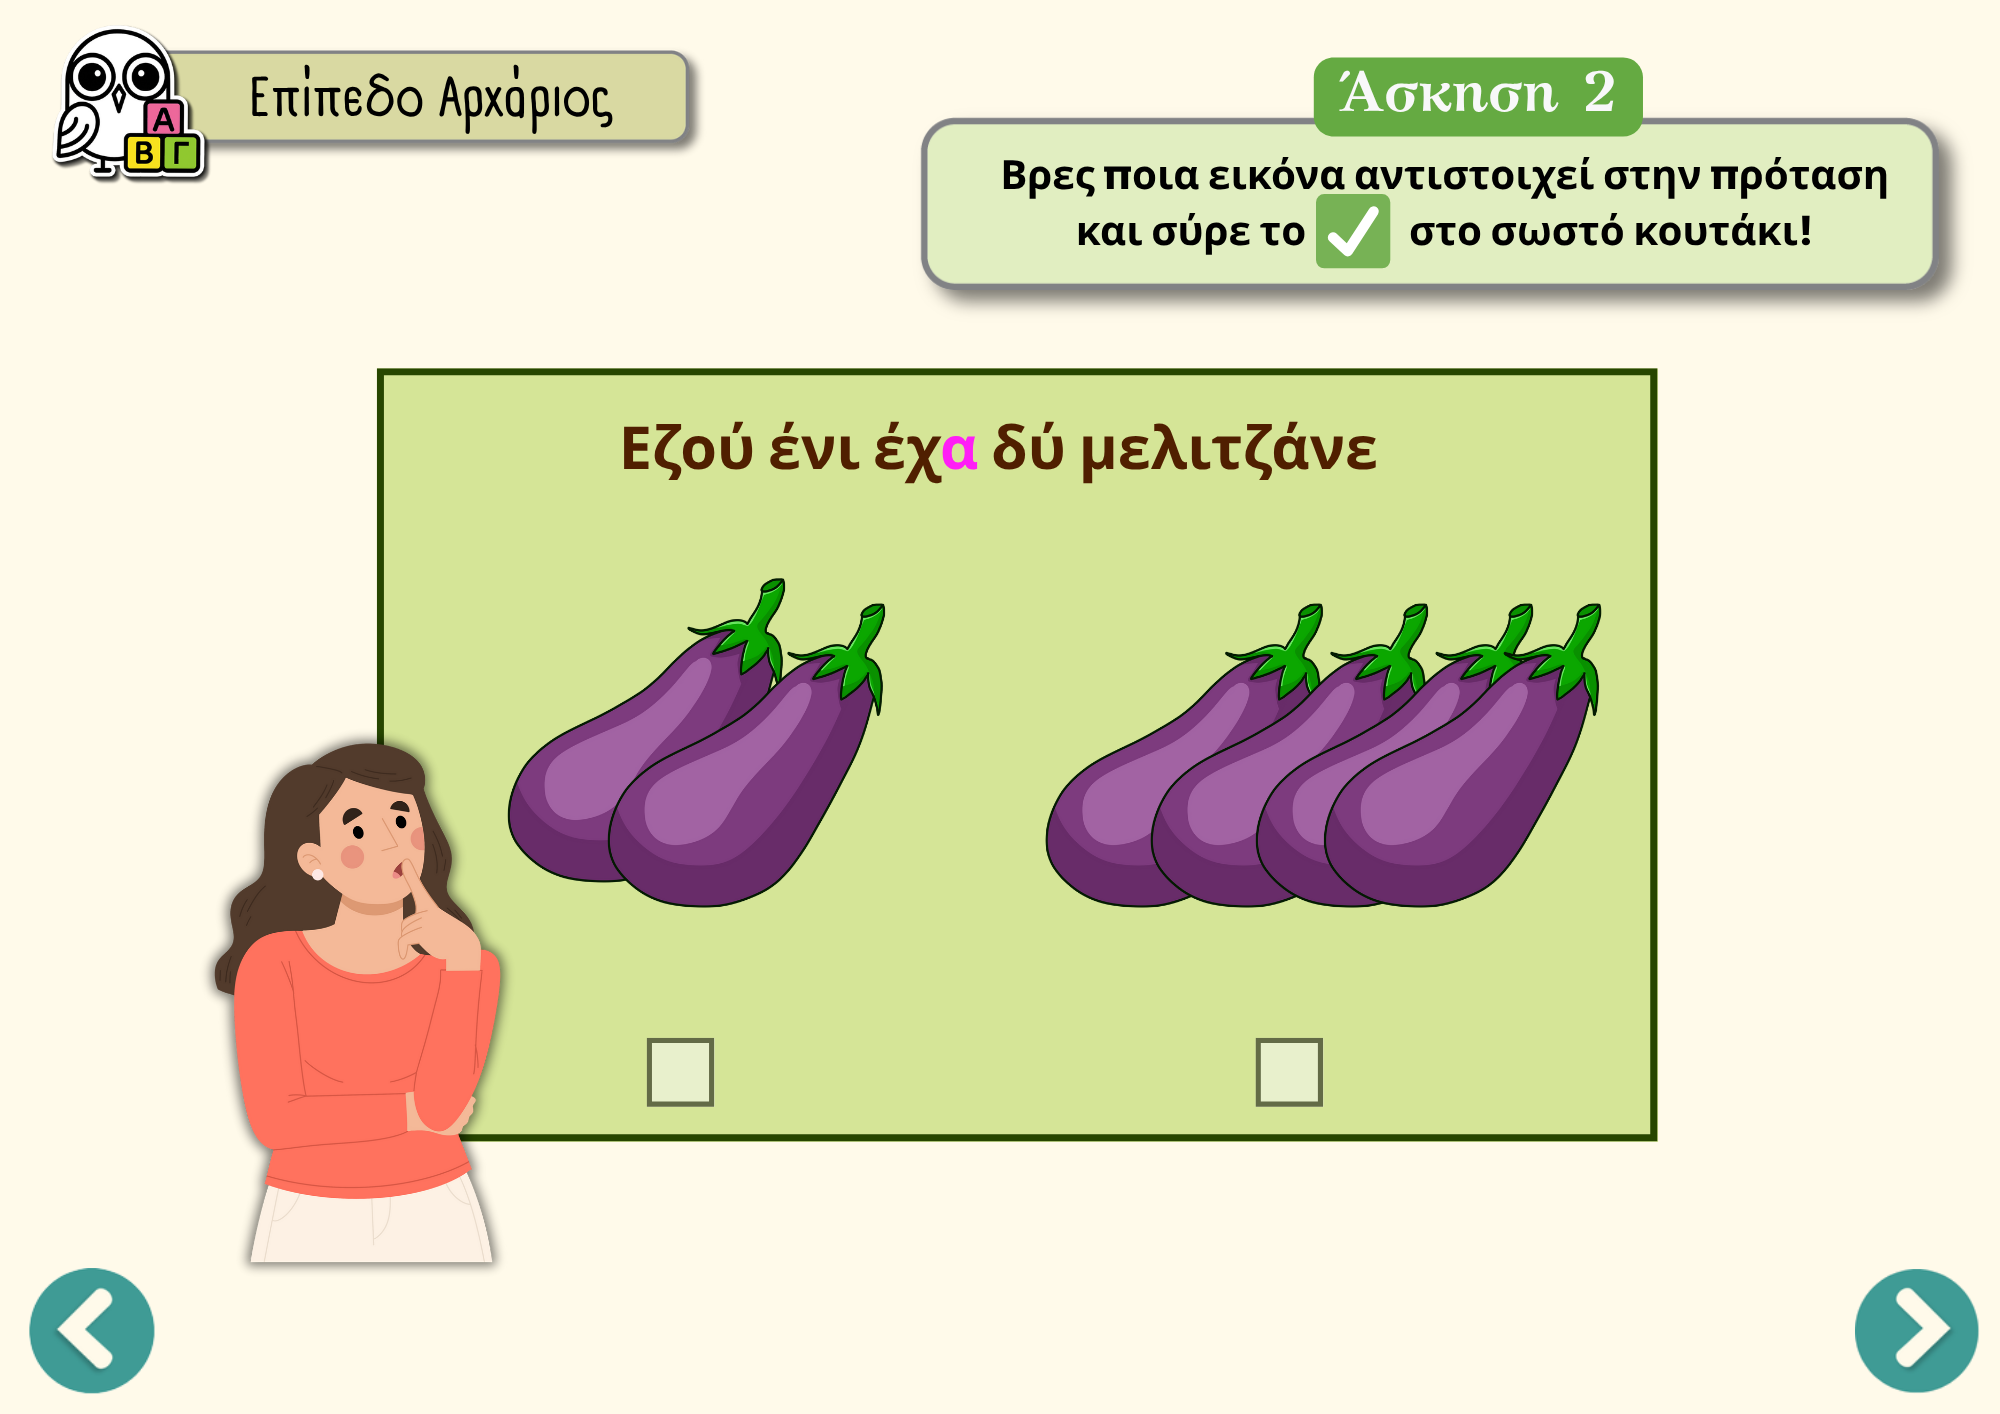 Επίπεδο Αρχάριος
Α
Β Γ
Άσκηση 2
Βρες ποια εικόνα αντιστοιχεί στην πρόταση
και σύρε το ✓ στο σωστό κουτάκι!
Εζού ένι έχα δύ μελιτζάνε